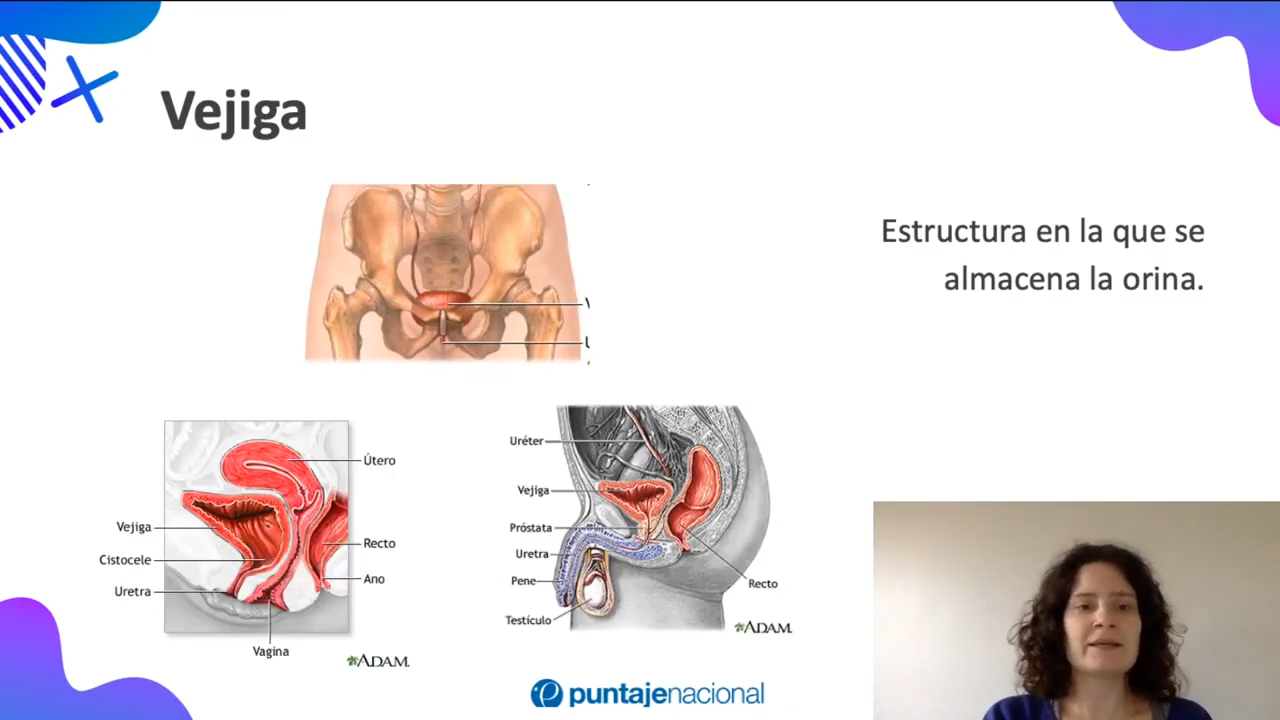 Vejiga
Estructura en la que se
almacena la orina.
Útero
Vejiga
Cistocele
Uretra
Recto
Ano
Vagina
ADAM.
Uréter
Vejiga
Próstata
Uretra
Pene
Testículo
Recto
ADAM.
puntajenacional